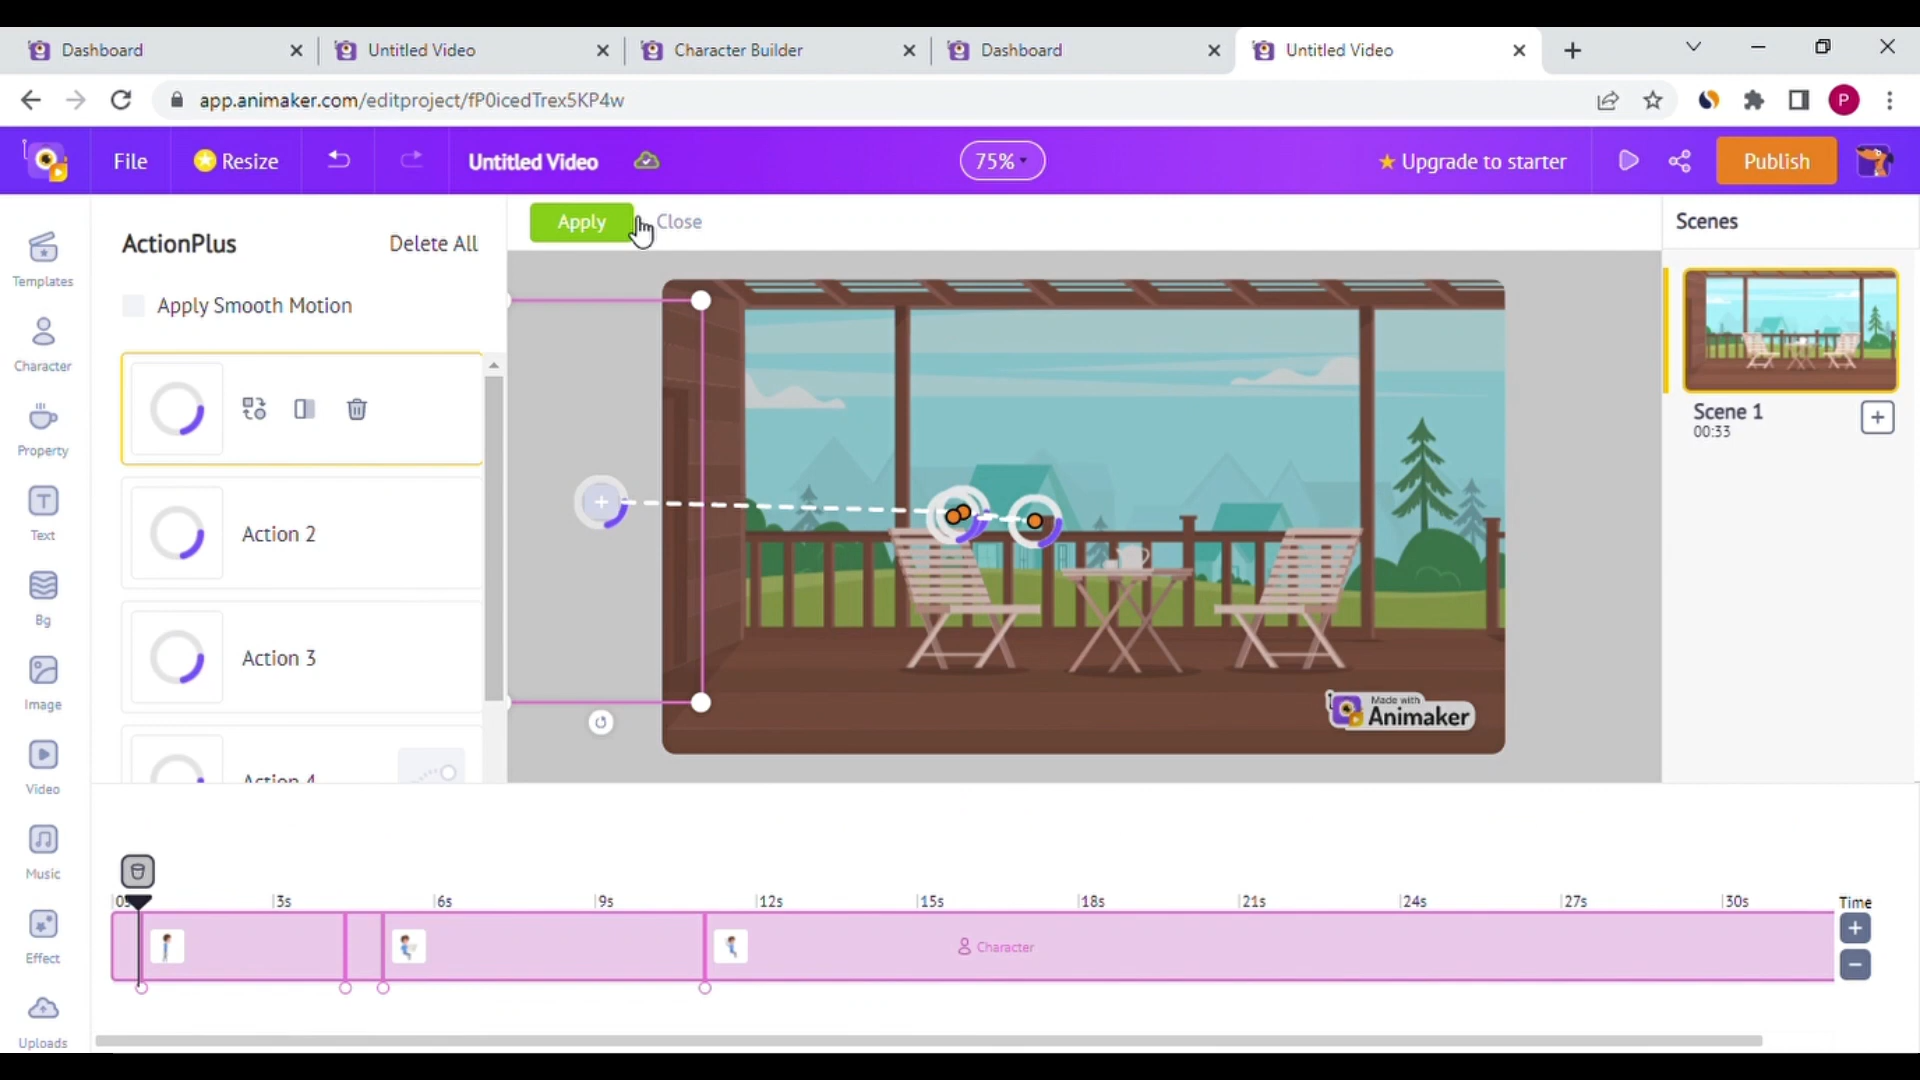 Dashboard
Untitled Video
Character Builder
Dashboard
Untitled Video
app.animaker.com/editproject/fP0icedTrex5KP4w
File
Resize
Untitled Video
75%
Upgrade to starter
Publish
Apply
Close
Scenes
ActionPlus
Delete All
Apply Smooth Motion
Templates
Character
Property
Text
Bg
Image
Video
Music
Effect
Uploads
Action 2
Action 3
Action 4
Made with
Animaker
Scene 1
00:33
0s
3s
6s
9s
12s
15s
18s
21s
24s
27s
30s
Time
Character
P